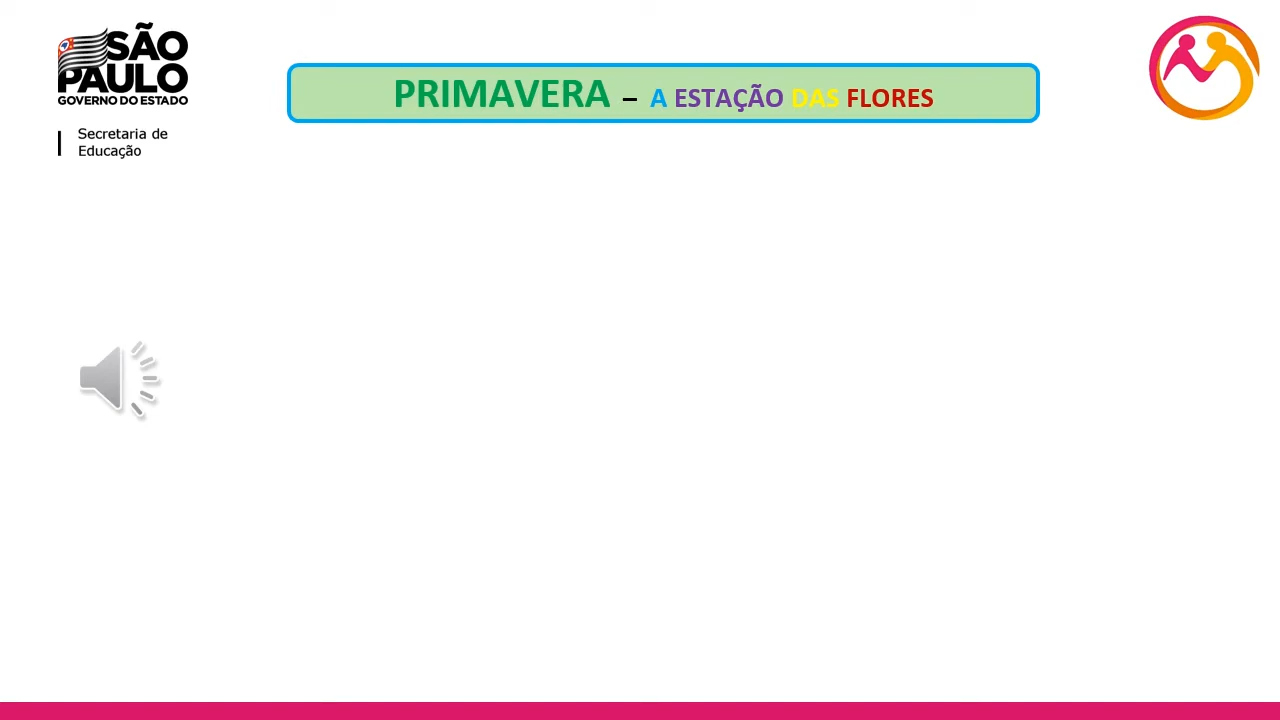 SÃO
PAULO
GOVERNO DO ESTADO
Secretaria de
Educação
PRIMAVERA – A ESTAÇÃO DAS FLORES